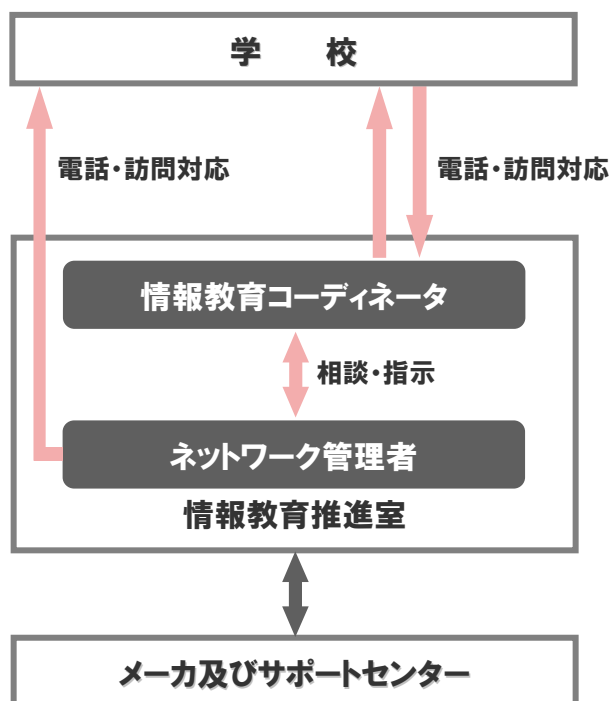 学　　校
電話・訪問対応
電話・訪問対応
情報教育コーディネータ
相談・指示
ネットワーク管理者
情報教育推進室
メーカ及びサポートセンター